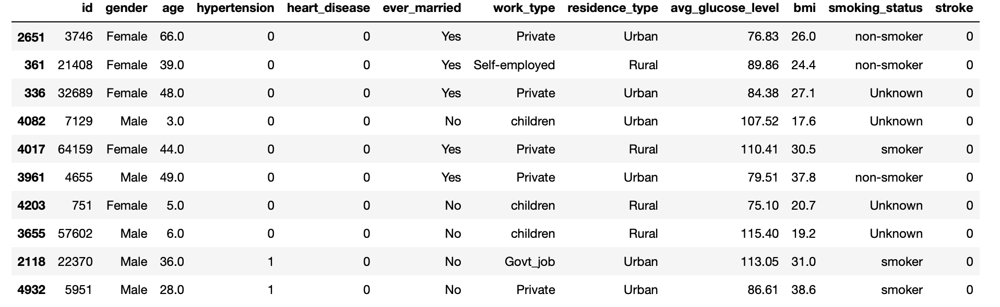 id gender age hypertension heart_disease ever_married work_type residence_type avg_glucose_level bmi smoking_status stroke
2651 3746 Female 66.0 0 0 Yes Private Urban 76.83 26.0 non-smoker 0
361 21408 Female 39.0 0 0 Yes Self-employed Rural 89.86 24.4 non-smoker 0
336 32689 Female 48.0 0 0 Yes Private Urban 84.38 27.1 Unknown 0
4082 7129 Male 3.0 0 0 No children Urban 107.52 17.6 Unknown 0
4017 64159 Female 44.0 0 0 Yes Private Rural 110.41 30.5 smoker 0
3961 4655 Male 49.0 0 0 Yes Private Urban 79.51 37.8 non-smoker 0
4203 751 Female 5.0 0 0 No children Rural 75.10 20.7 Unknown 0
3655 57602 Male 6.0 0 0 No children Rural 115.40 19.2 Unknown 0
2118 22370 Male 36.0 1 0 No Govt_job Urban 113.05 31.0 smoker 0
4932 5951 Male 28.0 1 0 No Private Urban 86.61 38.6 smoker 0